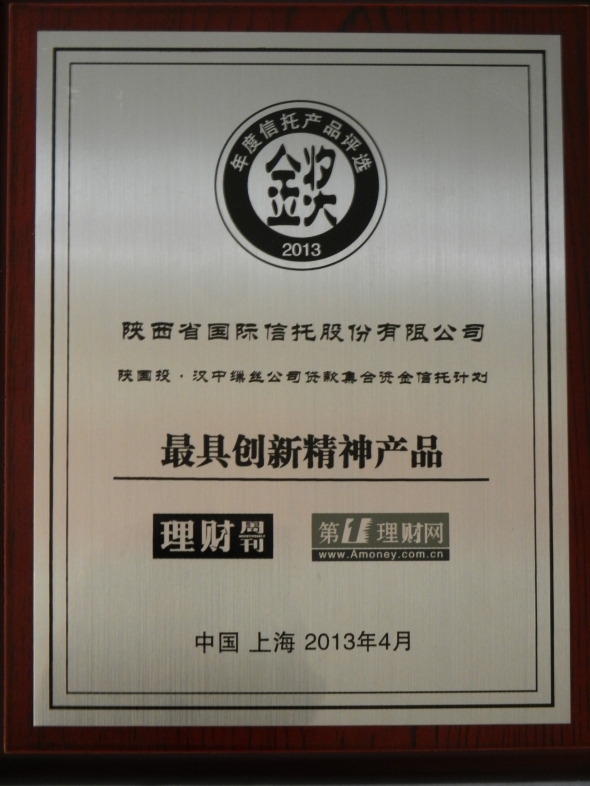 年度信托产品评选
金奖
2013
陕西省国际信托股份有限公司
陕国投·汉中缫丝公司贷款集合资金信托计划
最具创新精神产品
理财周刊
第1理财网
www.Amoney.com.cn
中国 上海 2013年4月